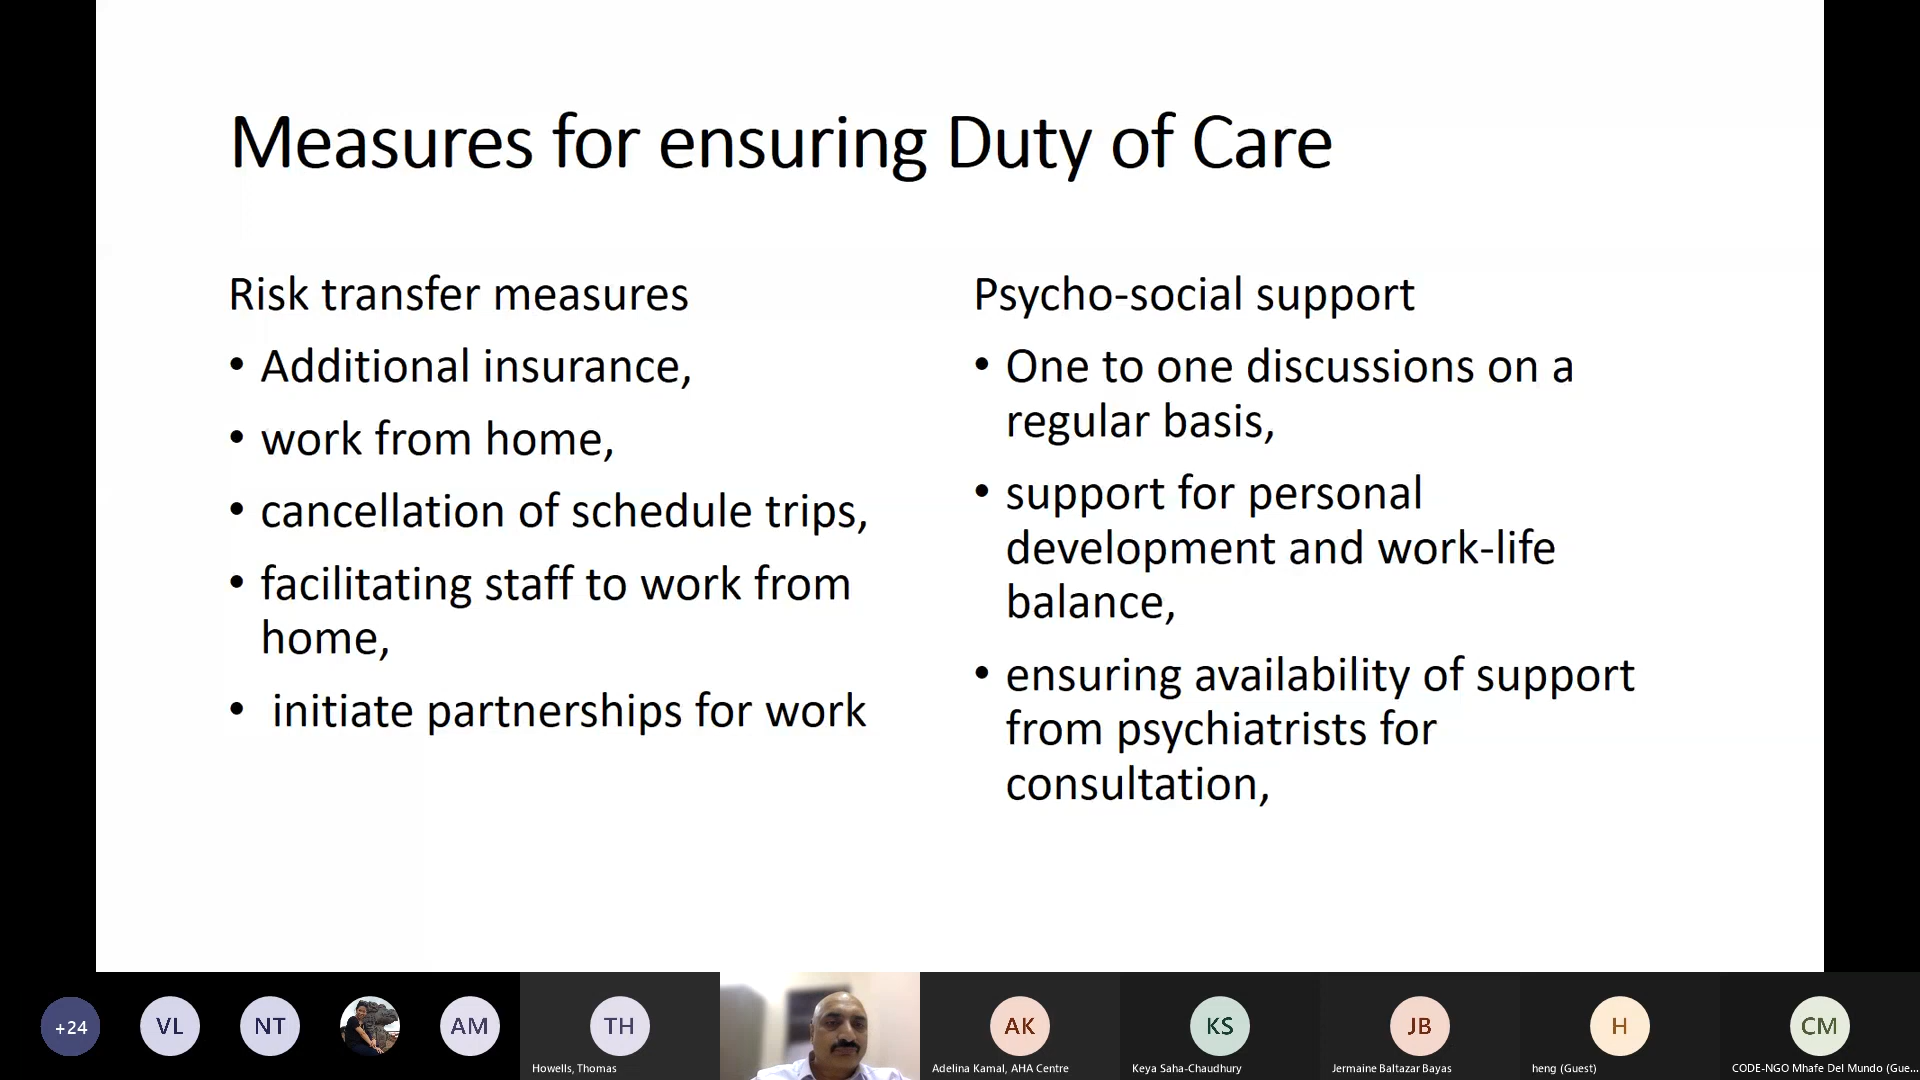 Measures for ensuring Duty of Care
Risk transfer measures
• Additional insurance,
• work from home,
• cancellation of schedule trips,
• facilitating staff to work from
home,
• initiate partnerships for work
Psycho-social support
• One to one discussions on a
regular basis,
• support for personal
development and work-life
balance,
• ensuring availability of support
from psychiatrists for
consultation,
+24
VL
NT
AM
TH
Howells, Thomas
AK
Adelina Kamal, AHA Centre
KS
Keya Saha-Chaudhury
JB
Jermaine Baltazar Bayas
H
heng (Guest)
CM
CODE-NGO Mhafe Del Mundo (Gue...